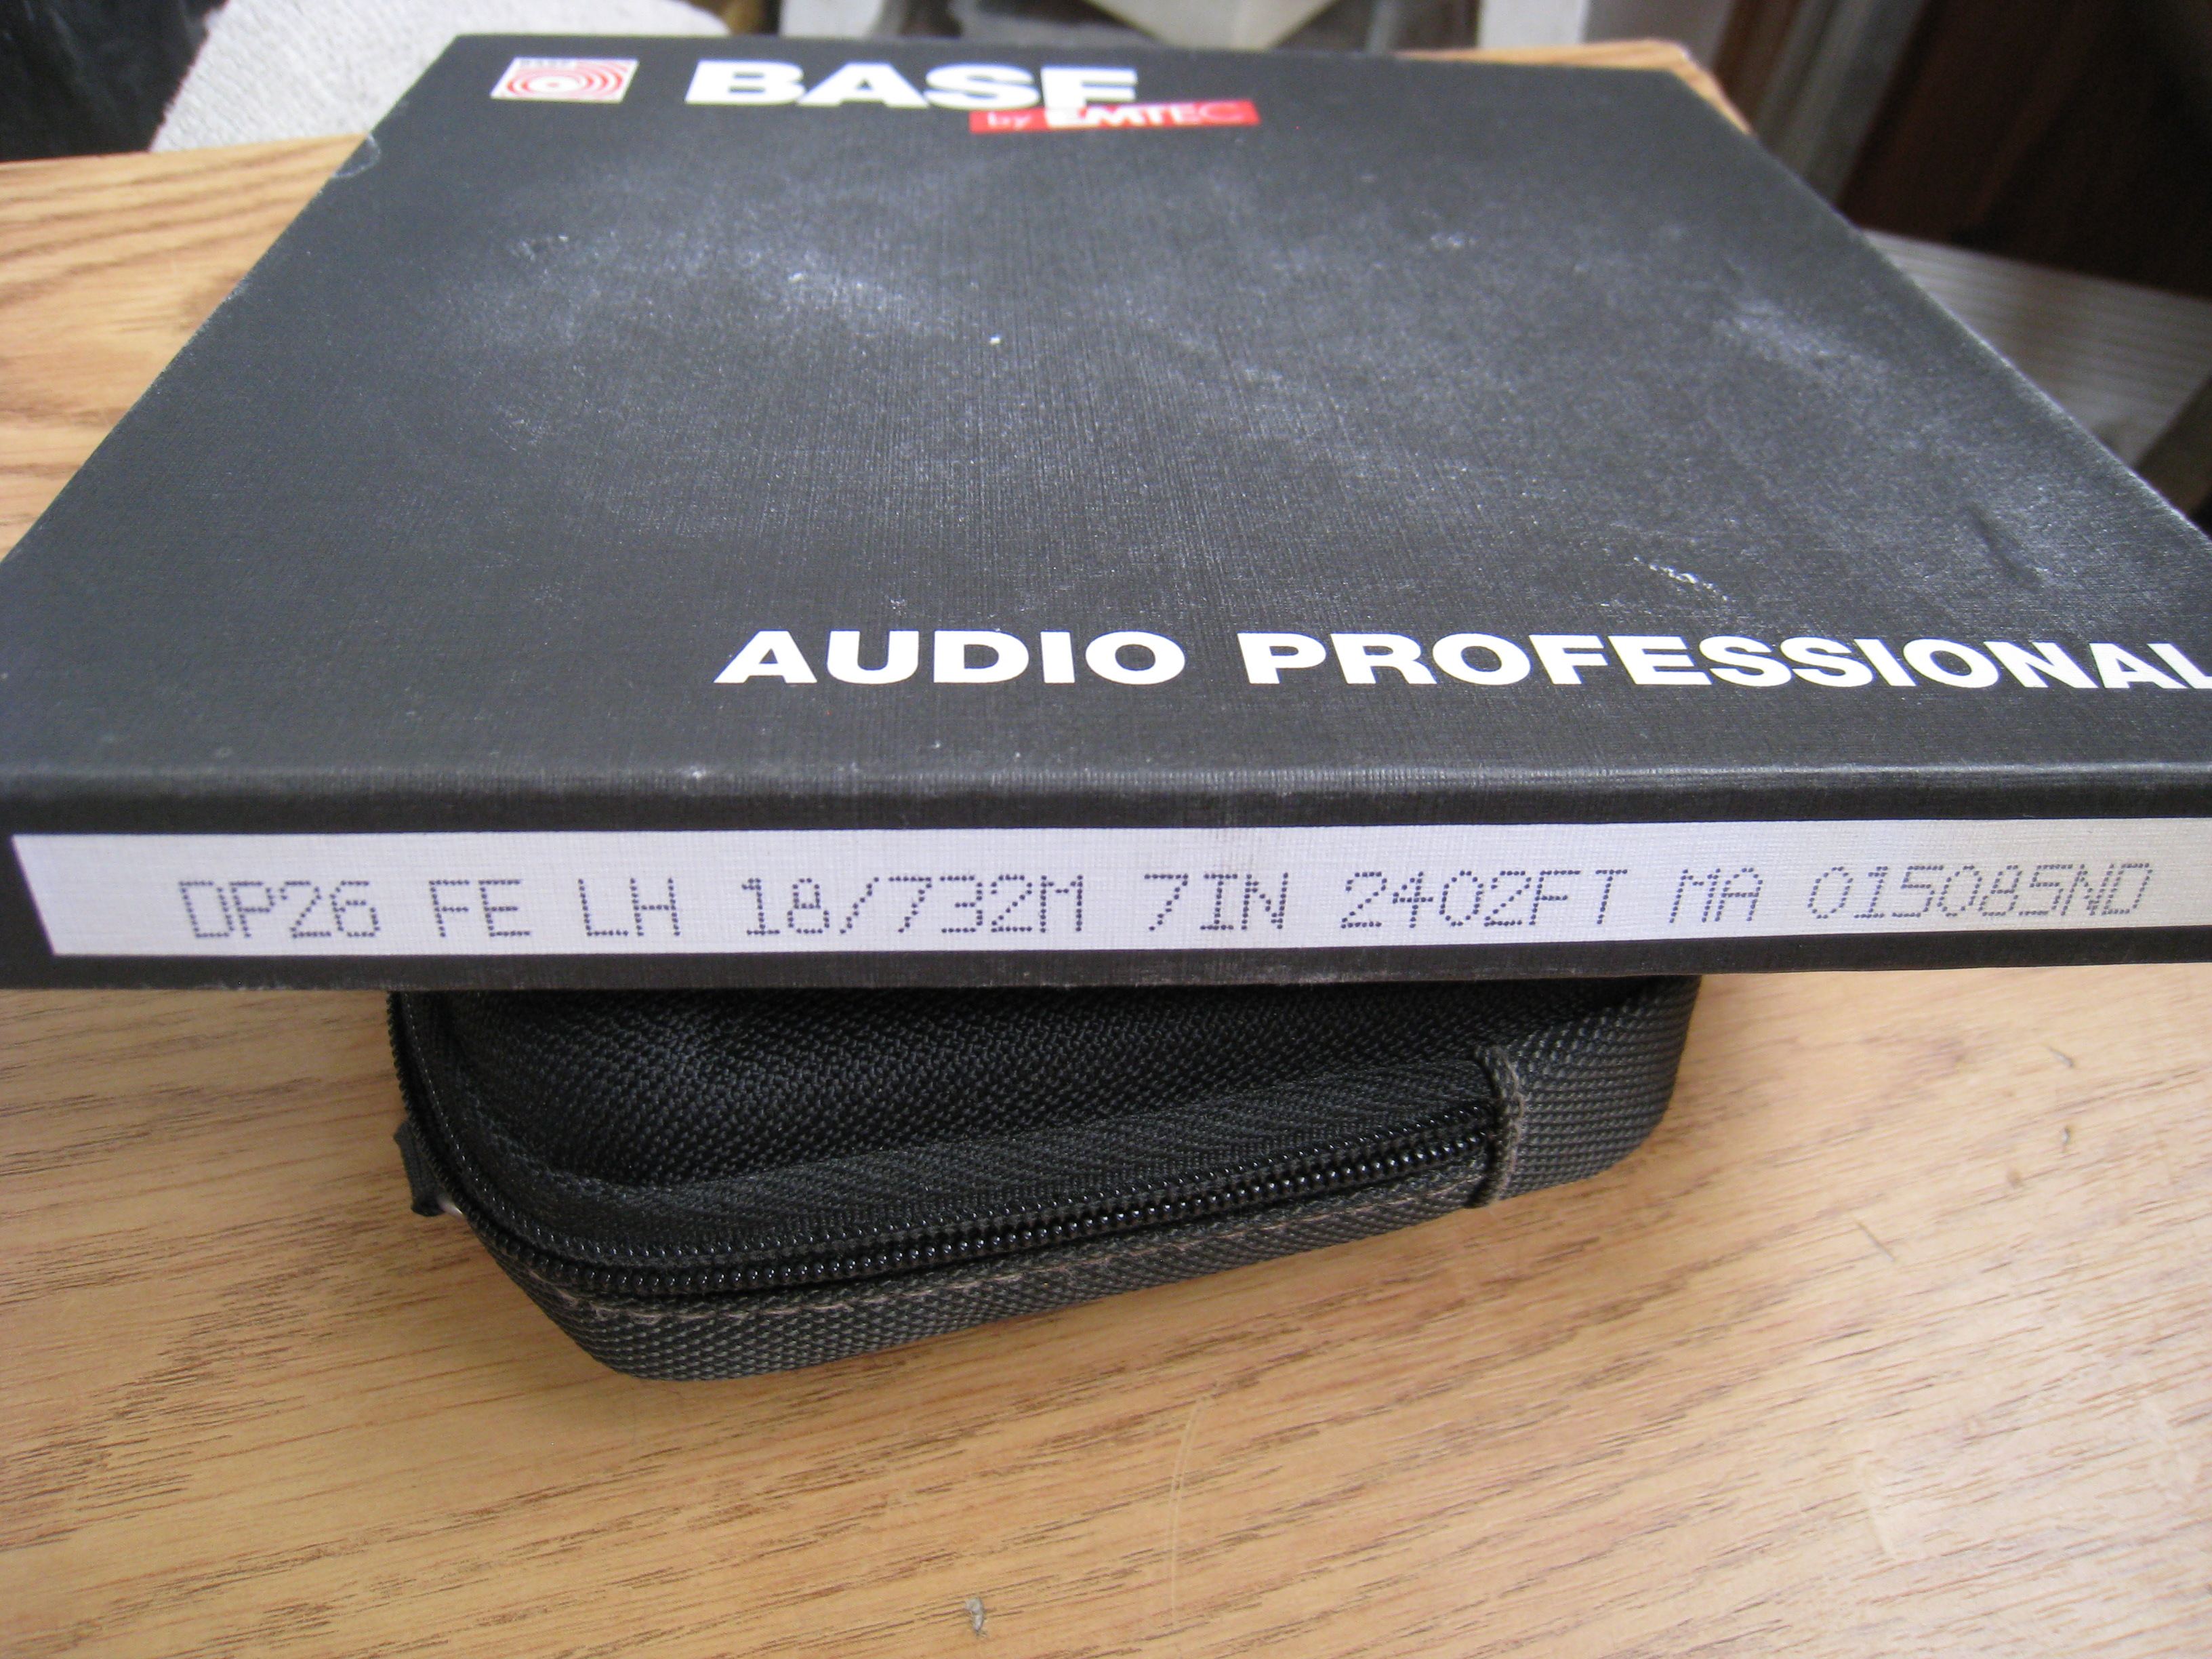 BASF
by EMTEC
AUDIO PROFESSIONAL
DP26 FE LH 18/732M 7IN 2402FT MA 015085ND